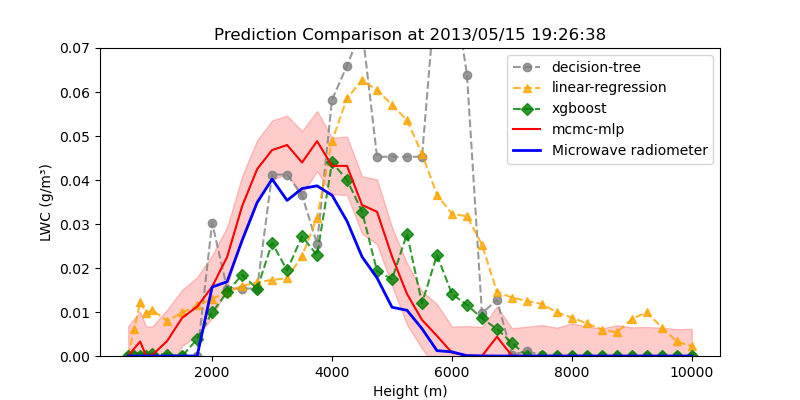 Prediction Comparison at 2013/05/15 19:26:38
0.07
0.06
0.05
0.04
0.03
0.02
0.01
0.00
LWC (g/m³)
decision-tree
linear-regression
xgboost
mcmc-mlp
Microwave radiometer
2000 4000 6000 8000 10000
Height (m)